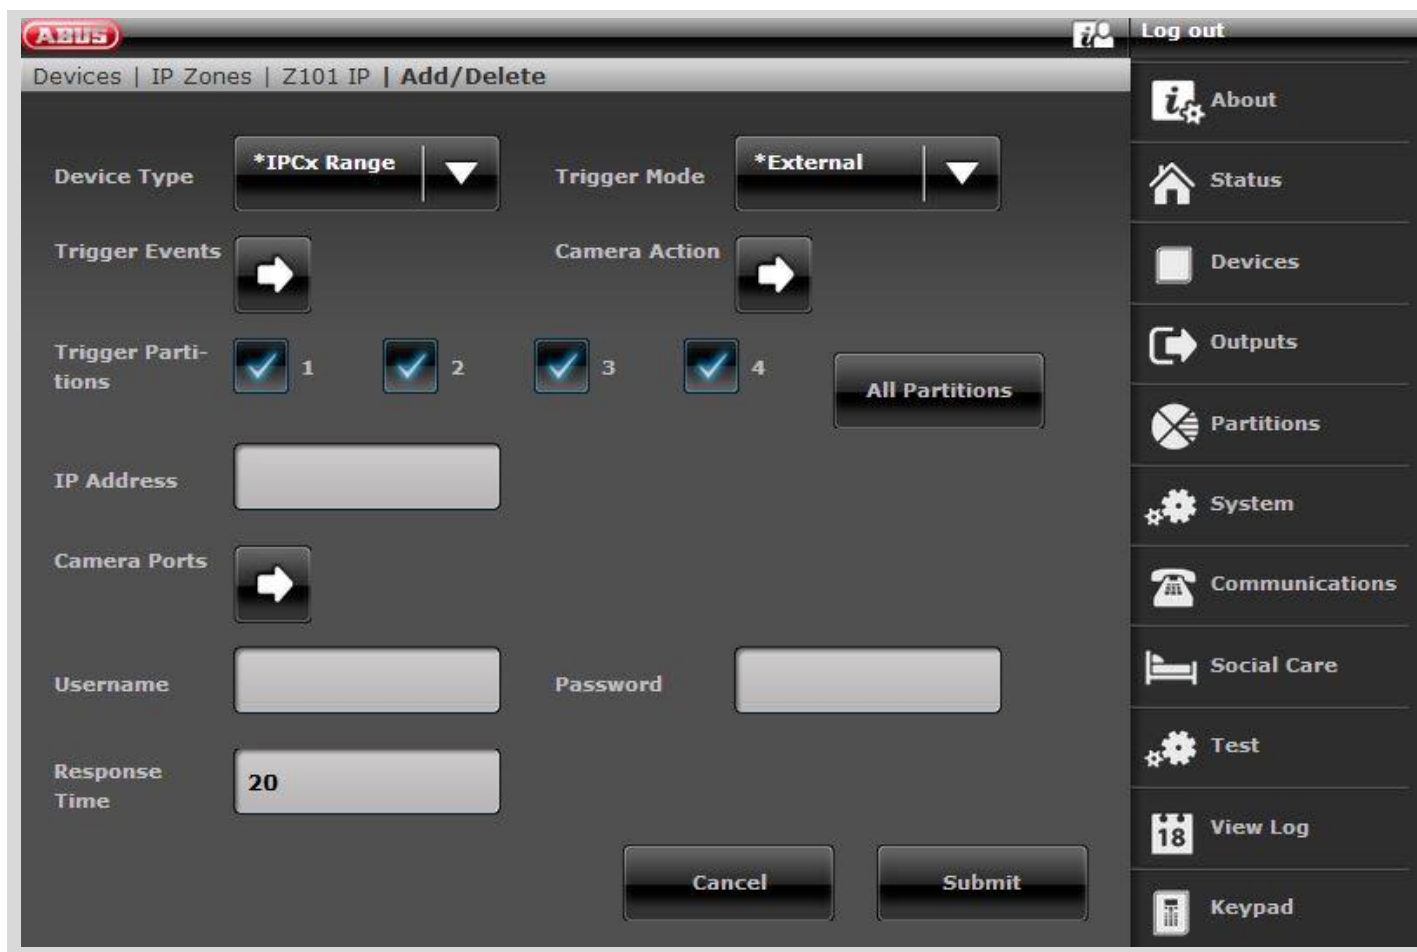 ABUS
Log out
Devices | IP Zones | Z101 IP | Add/Delete
Device Type
*IPCx Range
Trigger Mode
*External
Trigger Events
Camera Action
Trigger Parti-
tions
1
2
3
4
All Partitions
IP Address
Camera Ports
Username
Password
Response
Time
20
Cancel
Submit
About
Status
Devices
Outputs
Partitions
System
Communications
Social Care
Test
18
View Log
Keypad